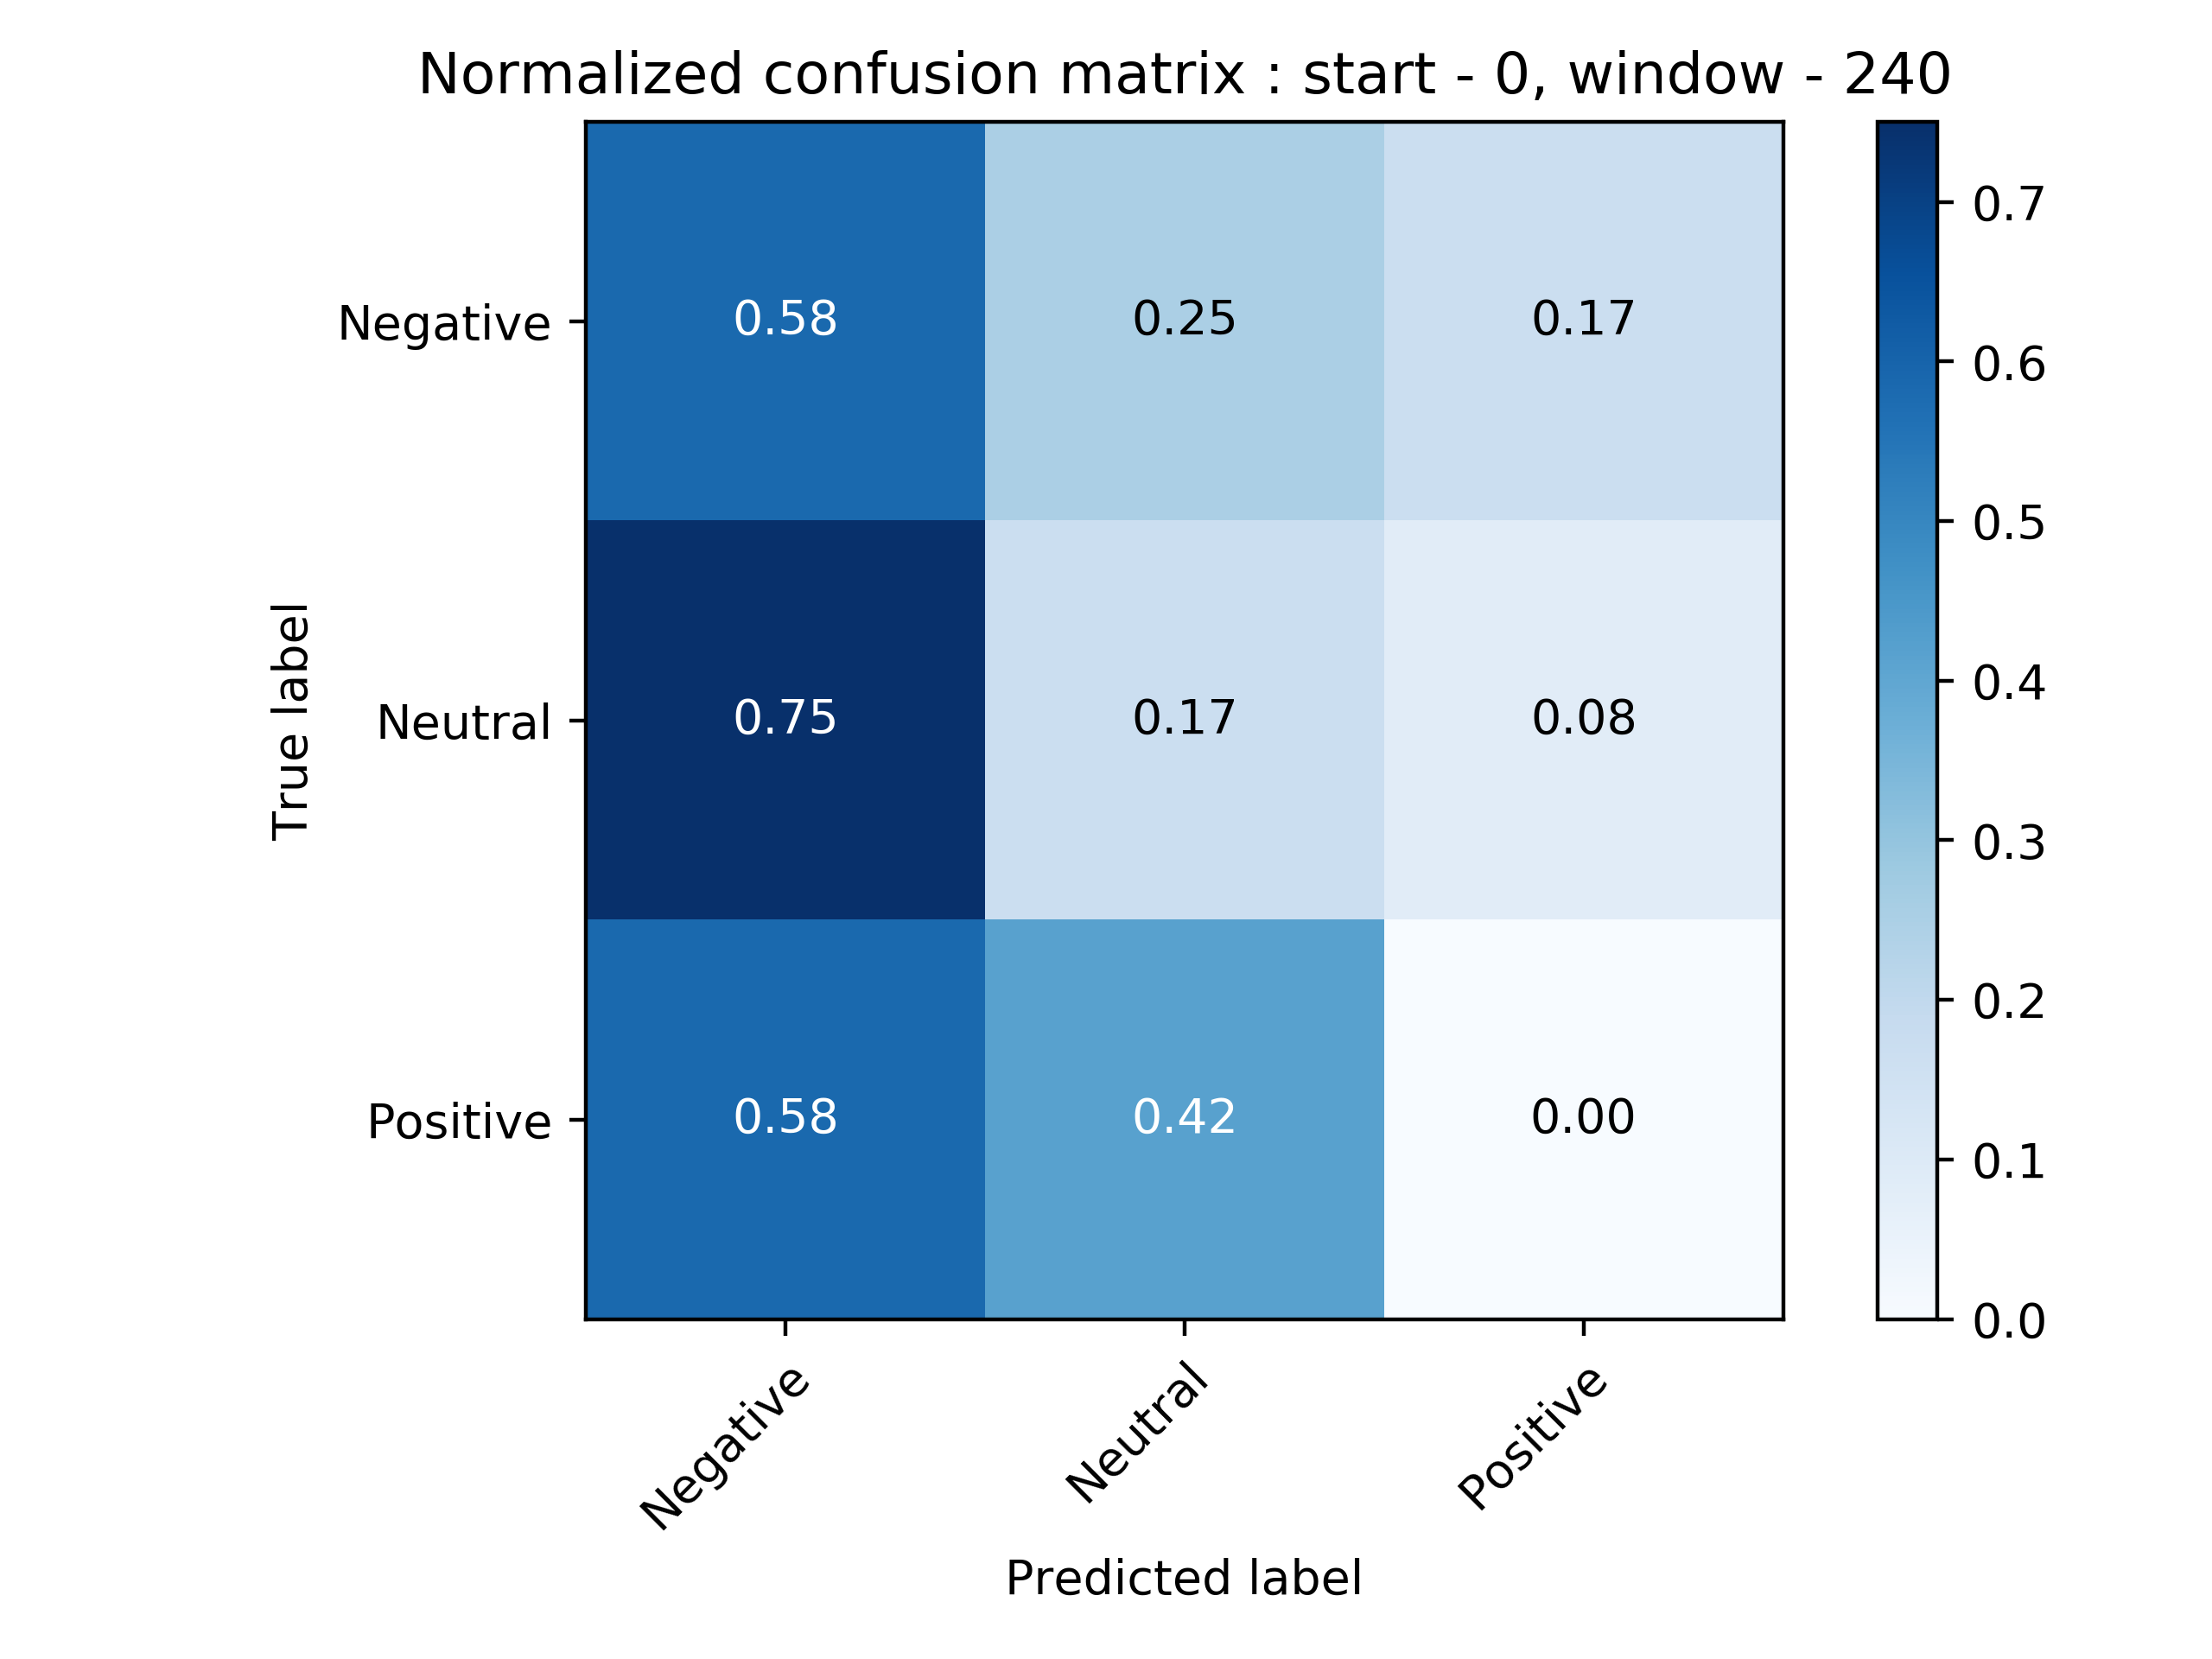 Normalized confusion matrix : start - 0, window - 240
True label
Negative
0.58
0.25
0.17
Neutral
0.75
0.17
0.08
Positive
0.58
0.42
0.00
Negative
Neutral
Positive
Predicted label
0.7
0.6
0.5
0.4
0.3
0.2
0.1
0.0